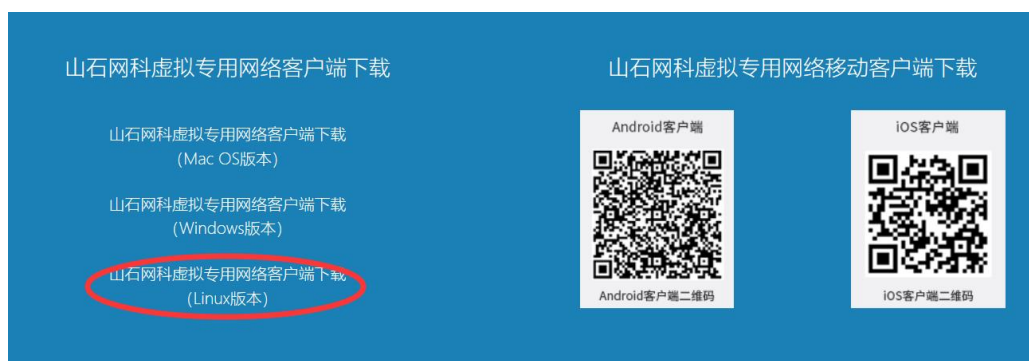 山石网科虚拟专用网络客户端下载
山石网科虚拟专用网络客户端下载
(Mac OS版本)
山石网科虚拟专用网络客户端下载
(Windows版本)
山石网科虚拟专用网络客户端下载
(Linux版本)
山石网科虚拟专用网络移动客户端下载
Android客户端
Android客户端二维码
iOS客户端
iOS客户端二维码